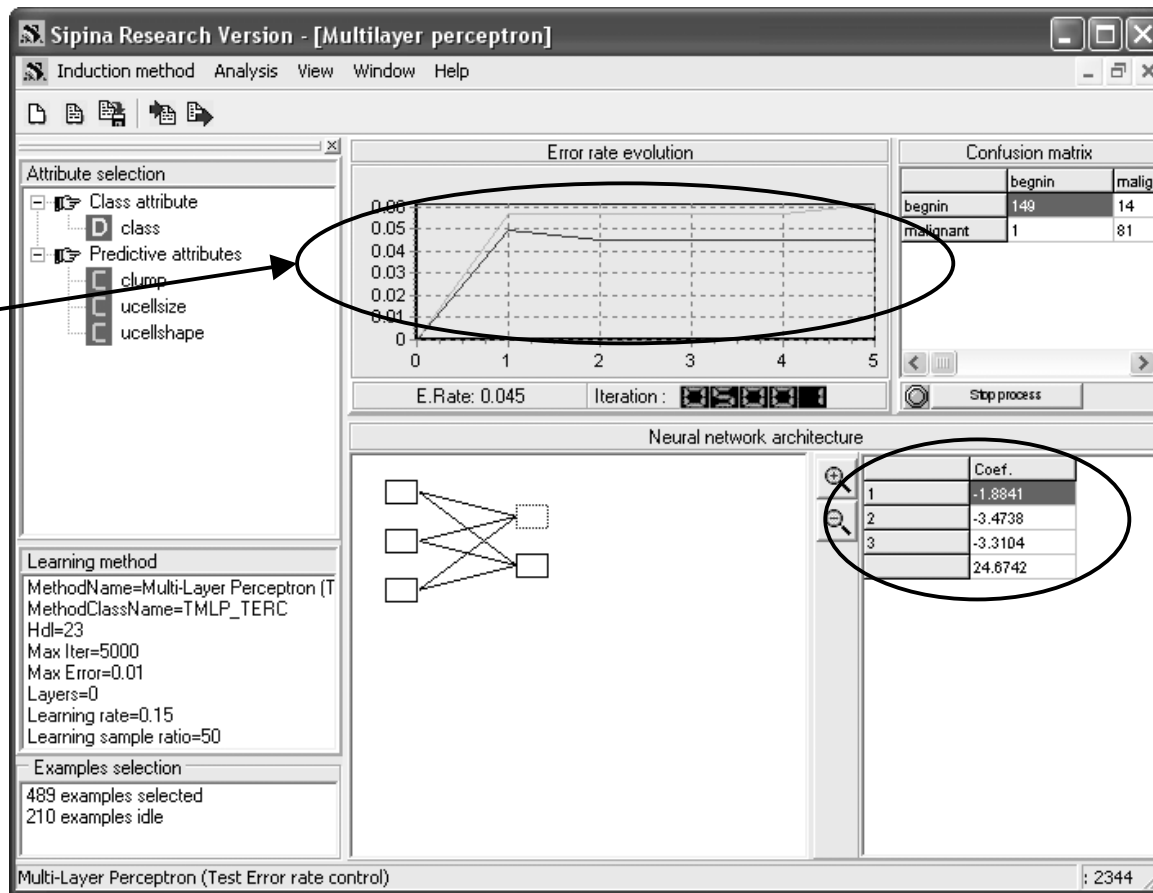 Sipina Research Version - [Multilayer perceptron]
Induction method Analysis View Window Help
Attribute selection
Class attribute
class
Predictive attributes
clump
ucellsize
ucellshape
Error rate evolution
0.06
0.05
0.04
0.03
0.02
0.01
0
0 1 2 3 4 5
E.Rate: 0.045 Iteration :
Confusion matrix
begnin malig
begnin 149 14
malignant 1 81
Stop process
Neural network architecture
Coef.
1 -1.8841
2 -3.4738
3 -3.3104
24.6742
Learning method
MethodName=Multi-Layer Perceptron (T
MethodClassName=TMLP_TERC
Hdl=23
Max Iter=5000
Max Error=0.01
Layers=0
Learning rate=0.15
Learning sample ratio=50
Examples selection
489 examples selected
210 examples idle
Multi-Layer Perceptron (Test Error rate control) : 2344